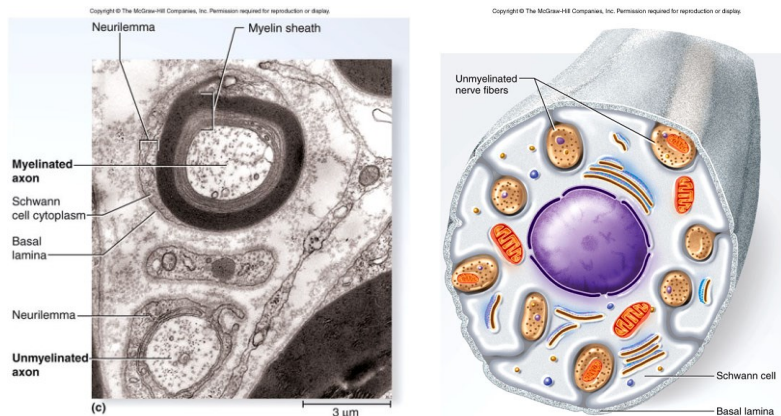 Copyright © The McGraw-Hill Companies, Inc. Permission required for reproduction or display.
Neurilemma
Myelin sheath
Myelinated
axon
Schwann
cell cytoplasm
Basal
lamina
Neurilemma
Unmyelinated
axon
(c)
3 µm
Copyright © The McGraw-Hill Companies, Inc. Permission required for reproduction or display.
Unmyelinated
nerve fibers
Schwann cell
Basal lamina